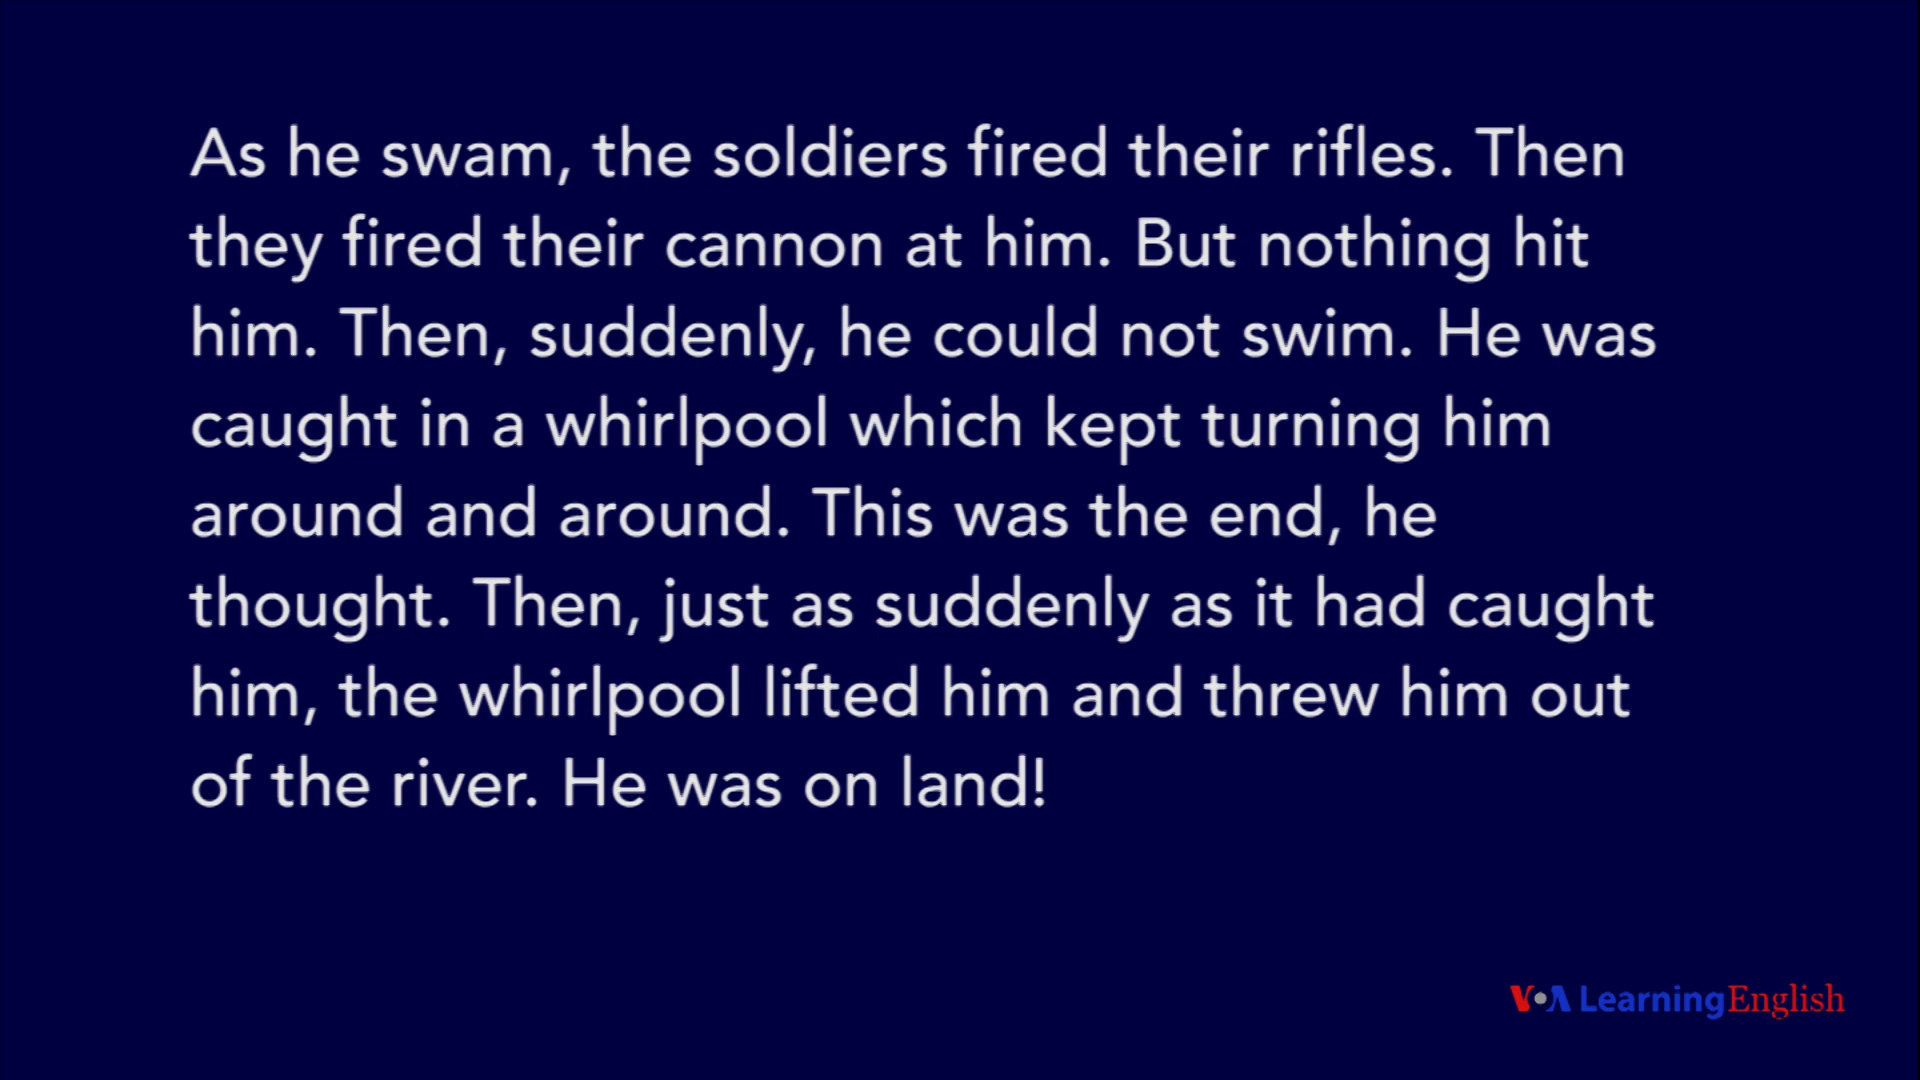 As he swam, the soldiers fired their rifles. Then
they fired their cannon at him. But nothing hit
him. Then, suddenly, he could not swim. He was
caught in a whirlpool which kept turning him
around and around. This was the end, he
thought. Then, just as suddenly as it had caught
him, the whirlpool lifted him and threw him out
of the river. He was on land!
VOA Learning English